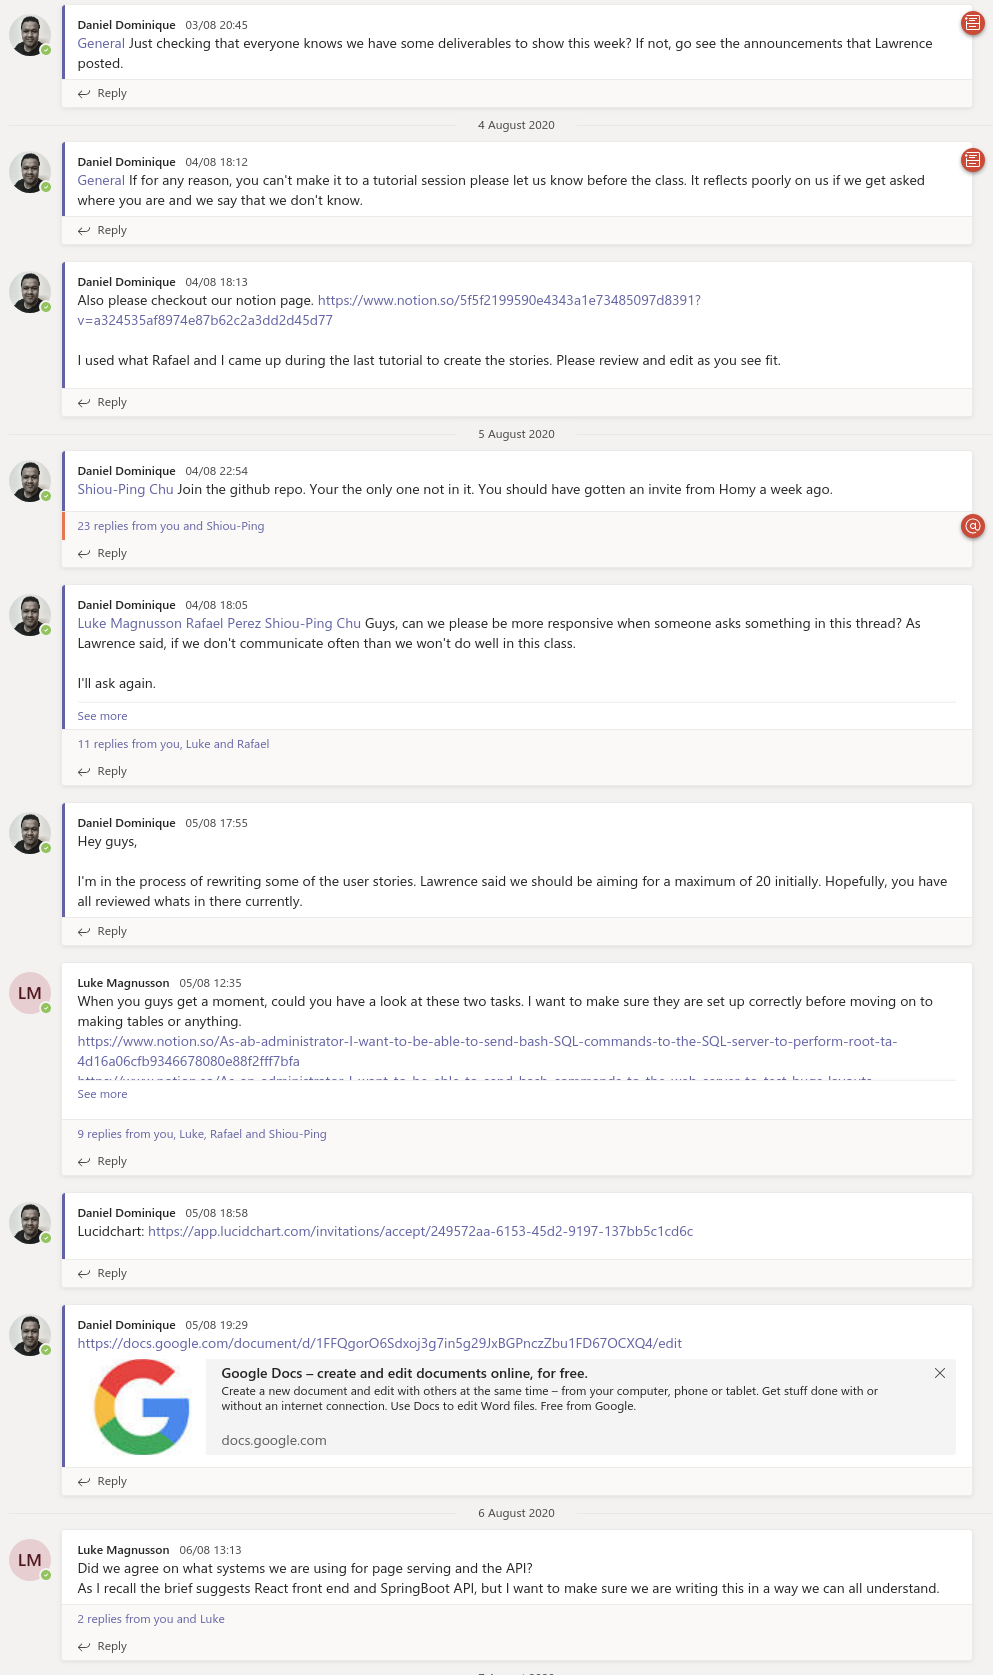 Daniel Dominique 03/08 20:45
General Just checking that everyone knows we have some deliverables to show this week? If not, go see the announcements that Lawrence
posted.
Reply
4 August 2020
Daniel Dominique 04/08 18:12
General If for any reason, you can't make it to a tutorial session please let us know before the class. It reflects poorly on us if we get asked
where you are and we say that we don't know.
Reply
Daniel Dominique 04/08 18:13
Also please checkout our notion page. https://www.notion.so/5f5f2199590e4343a1e73485097d8391?
v=a324535af8974e87b62c2a3dd2d45d77
I used what Rafael and I came up during the last tutorial to create the stories. Please review and edit as you see fit.
Reply
5 August 2020
Daniel Dominique 04/08 22:54
Shiou-Ping Chu Join the github repo. Your the only one not in it. You should have gotten an invite from Homy a week ago.
23 replies from you and Shiou-Ping
Reply
Daniel Dominique 04/08 18:05
Luke Magnusson Rafael Perez Shiou-Ping Chu Guys, can we please be more responsive when someone asks something in this thread? As
Lawrence said, if we don't communicate often than we won't do well in this class.
I'll ask again.
See more
11 replies from you, Luke and Rafael
Reply
Daniel Dominique 05/08 17:55
Hey guys,
I'm in the process of rewriting some of the user stories. Lawrence said we should be aiming for a maximum of 20 initially. Hopefully, you have
all reviewed whats in there currently.
Reply
LM
Luke Magnusson 05/08 12:35
When you guys get a moment, could you have a look at these two tasks. I want to make sure they are set up correctly before moving on to
making tables or anything.
https://www.notion.so/As-ab-administrator-I-want-to-be-able-to-send-bash-SQL-commands-to-the-SQL-server-to-perform-root-ta-
4d16a06cfb9346678080e88f2fff7bfa
https://www.notion.so/As-an-administrator-I-want-to-be-able-to-send-bash-commands-to-the-web-server-to-test-huge-layouts-
See more
9 replies from you, Luke, Rafael and Shiou-Ping
Reply
Daniel Dominique 05/08 18:58
Lucidchart: https://app.lucidchart.com/invitations/accept/249572aa-6153-45d2-9197-137bb5c1cd6c
Reply
Daniel Dominique 05/08 19:29
https://docs.google.com/document/d/1FFQgorO6Sdxoj3g7in5g29JxBGPnczZbu1FD67OCXQ4/edit
Google Docs – create and edit documents online, for free.
Create a new document and edit with others at the same time – from your computer, phone or tablet. Get stuff done with or
without an internet connection. Use Docs to edit Word files. Free from Google.
docs.google.com
Reply
6 August 2020
LM
Luke Magnusson 06/08 13:13
Did we agree on what systems we are using for page serving and the API?
As I recall the brief suggests React front end and SpringBoot API, but I want to make sure we are writing this in a way we can all understand.
2 replies from you and Luke
Reply